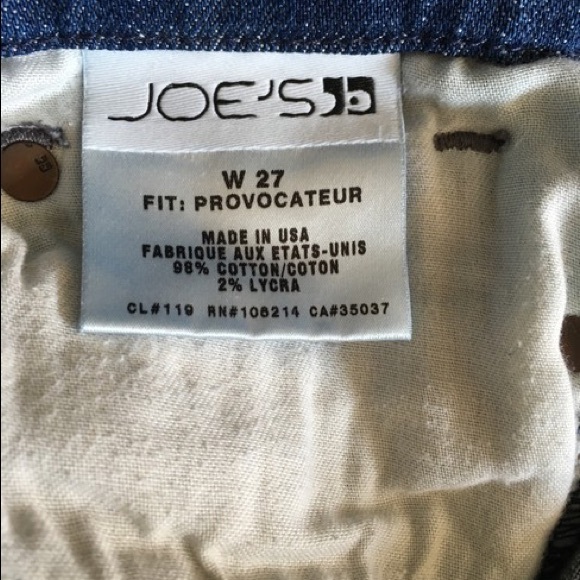 JOE'S
W 27
FIT: PROVOCATEUR
MADE IN USA
FABRIQUE AUX ETATS-UNIS
98% COTTON/COTON
2% LYCRA
CL#119 RN#106214 CA#35037